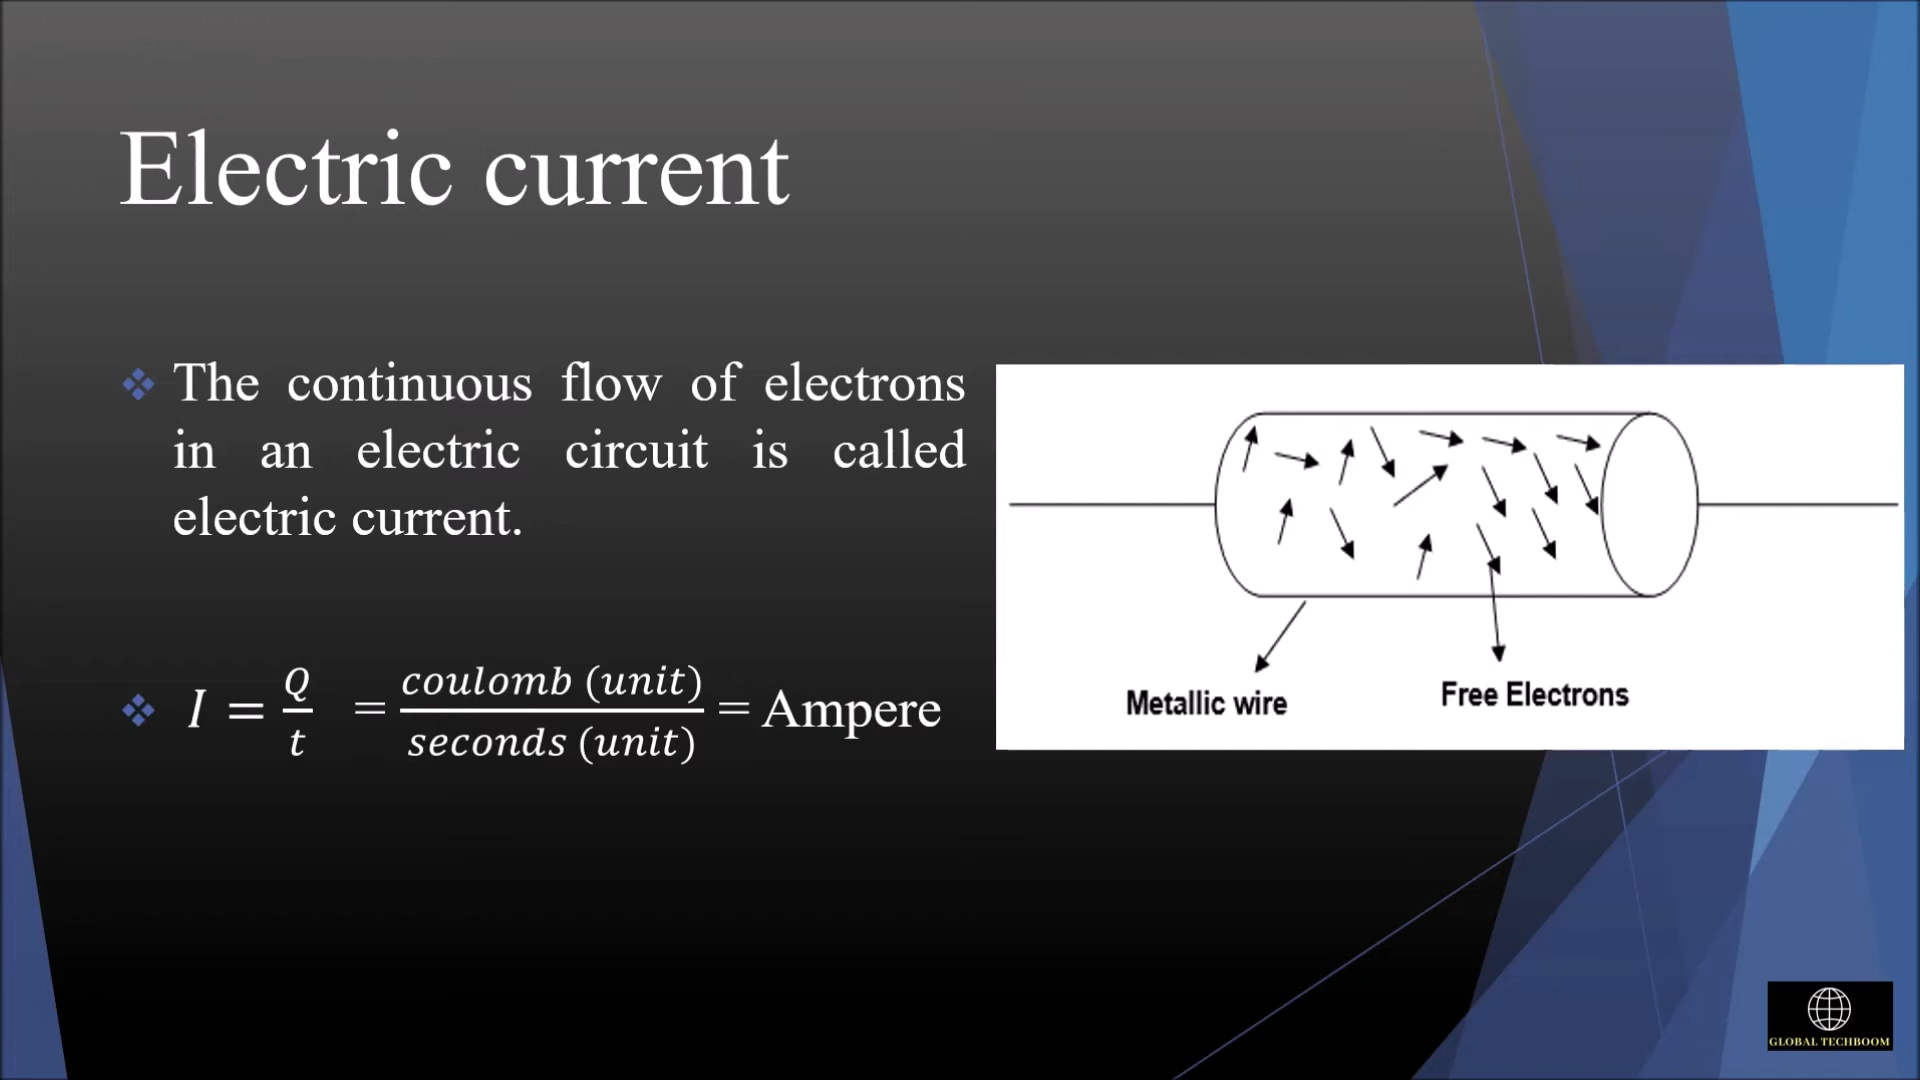 Electric current
❖ The continuous flow of electrons
in an electric circuit is called
electric current.
❖ I = Q/t = coulomb (unit)/seconds (unit) = Ampere
Metallic wire
Free Electrons
GLOBAL TECHBOOM